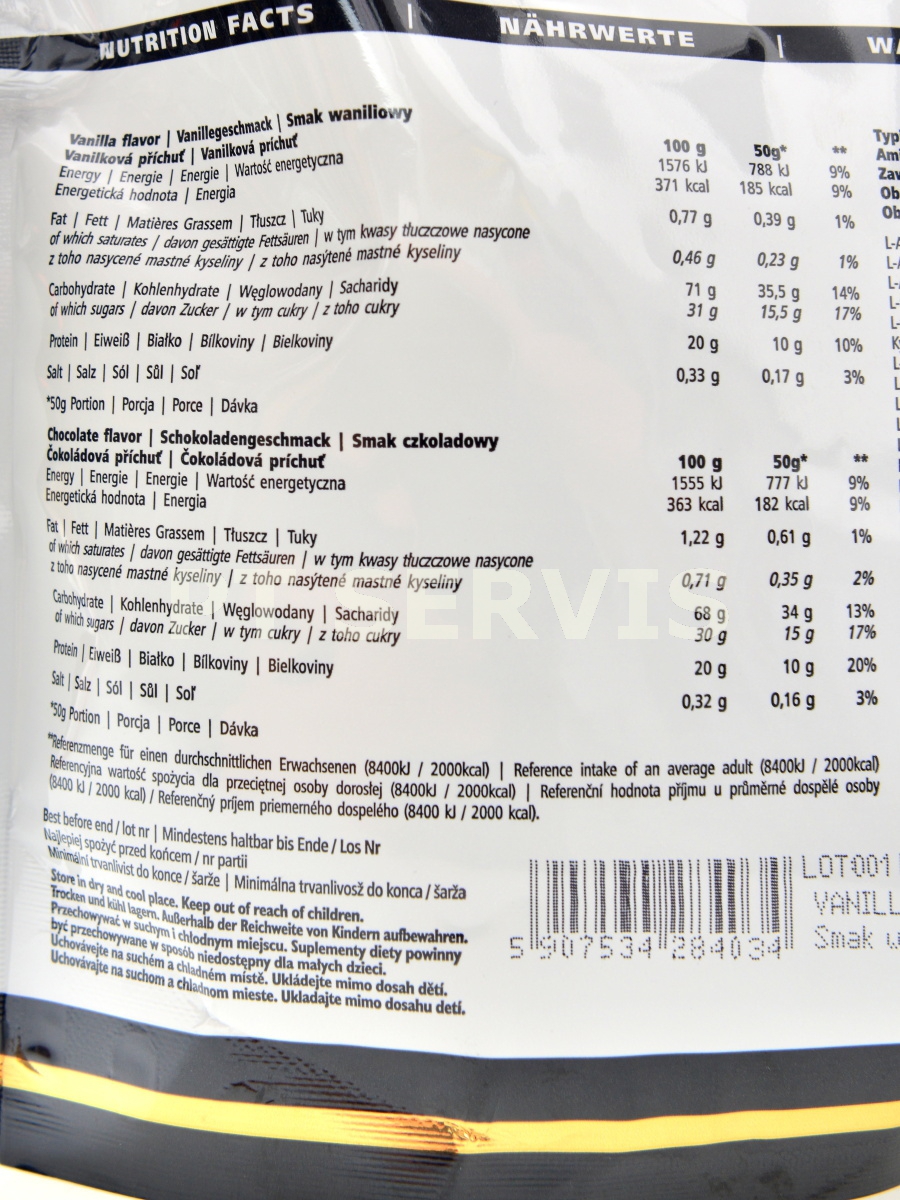 NUTRITION FACTS | NÄHRWERTE |
Vanilla flavor | Vanillegeschmack | Smak waniliowy
Vanilková příchuť | Vanilková príchuť 100 g 50g* **
Energy | Energie | Energie | Wartość energetyczna 1576 kJ 788 kJ 9%
Energetická hodnota | Energia 371 kcal 185 kcal 9%
Fat | Fett | Matières Grassem | Tłuszcz | Tuky 0,77 g 0,39 g 1%
of which saturates / davon gesättigte Fettsäuren | w tym kwasy tłuczczowe nasycone
z toho nasycené mastné kyseliny / z toho nasýtené mastné kyseliny 0,46 g 0,23 g 1%
Carbohydrate | Kohlenhydrate | Węglowodany | Sacharidy 71 g 35,5 g 14%
of which sugars / davon Zucker / w tym cukry / z toho cukry 31 g 15,5 g 17%
Protein | Eiweiß | Białko | Bílkoviny | Bielkoviny 20 g 10 g 10%
Salt | Salz | Sól | Sůl | Soľ 0,33 g 0,17 g 3%
*50g Portion | Porcja | Porce | Dávka
Chocolate flavor | Schokoladengeschmack | Smak czkoladowy
Čokoládová příchuť | Čokoládová príchuť 100 g 50g* **
Energy | Energie | Energie | Wartość energetyczna 1555 kJ 777 kJ 9%
Energetická hodnota | Energia 363 kcal 182 kcal 9%
Fat | Fett | Matières Grassem | Tłuszcz | Tuky 1,22 g 0,61 g 1%
of which saturates / davon gesättigte Fettsäuren | w tym kwasy tłuczczowe nasycone
z toho nasycené mastné kyseliny / z toho nasýtené mastné kyseliny 0,71 g 0,35 g 2%
Carbohydrate | Kohlenhydrate | Węglowodany | Sacharidy 68 g 34 g 13%
of which sugars / davon Zucker / w tym cukry / z toho cukry 30 g 15 g 17%
Protein | Eiweiß | Białko | Bílkoviny | Bielkoviny 20 g 10 g 20%
Salt | Salz | Sól | Sůl | Soľ 0,32 g 0,16 g 3%
*50g Portion | Porcja | Porce | Dávka
**Referenzmenge für einen durchschnittlichen Erwachsenen (8400kJ / 2000kcal) | Reference intake of an average adult (8400kJ / 2000kcal)
Referencyjna wartość spożycia dla przeciętnej osoby dorosłej (8400kJ / 2000kcal) | Referenční hodnota příjmu u průměrné dospělé osoby
(8400 kJ / 2000 kcal) / Referenčný príjem priemerného dospelého (8400 kJ / 2000 kcal).
Best before end / lot nr | Mindestens haltbar bis Ende / Los Nr
Najlepiej spożyć przed końcem / nr partii
Minimální trvanlivist do konce / šarže | Minimálna trvanlivosž do konca / šarža
Store in dry and cool place. Keep out of reach of children.
Trocken und kühl lagern. Außerhalb der Reichweite von Kindern aufbewahren.
Przechowywać w suchym i chłodnym miejscu. Suplementy diety powinny
być przechowywane w sposób niedostępny dla małych dzieci.
Uchovávejte na suchém a chladném místě. Ukládejte mimo dosah dětí.
Uchovávajte na suchom a chladnom mieste. Ukladajte mimo dosahu detí.
5 907534 284034
LOT:001
VANILL
Smak
SERVIS